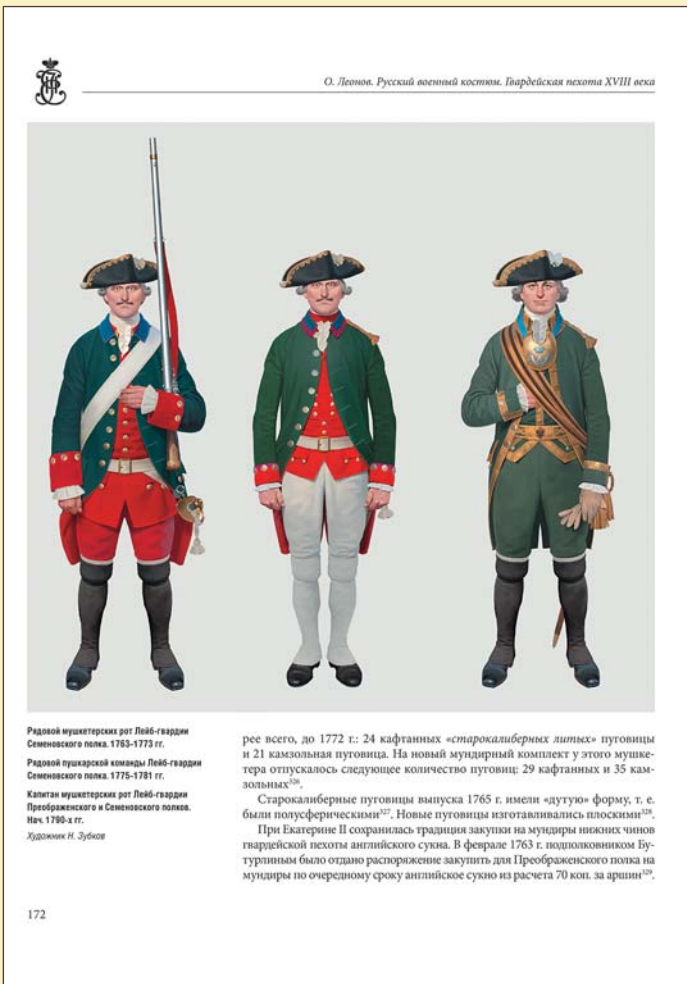 О. Леонов. Русский военный костюм. Гвардейская пехота XVIII века
Рядовой мушкетерских рот Лейб-гвардии
Семеновского полка. 1763-1773 гг.
Рядовой пушкарской команды Лейб-гвардии
Семеновского полка. 1775-1781 гг.
Капитан мушкетерских рот Лейб-гвардии
Преображенского и Семеновского полков.
Нач. 1790-х гг.
Художник Н. Зубков
рее всего, до 1772 г.: 24 кафтанных «старокалиберных литых» пуговицы
и 21 камзольная пуговица. На новый мундирный комплект у этого мушке-
тера отпускалось следующее количество пуговиц: 29 кафтанных и 35 кам-
зольных³²⁶.
Старокалиберные пуговицы выпуска 1765 г. имели «дутую» форму, т. е.
были полусферическими³²⁷. Новые пуговицы изготавливались плоскими³²⁸.
При Екатерине II сохранилась традиция закупки на мундиры нижних чинов
гвардейской пехоты английского сукна. В феврале 1763 г. подполковником Бу-
турлиным было отдано распоряжение закупить для Преображенского полка на
мундиры по очередному сроку английское сукно из расчета 70 коп. за аршин³²⁹.
172